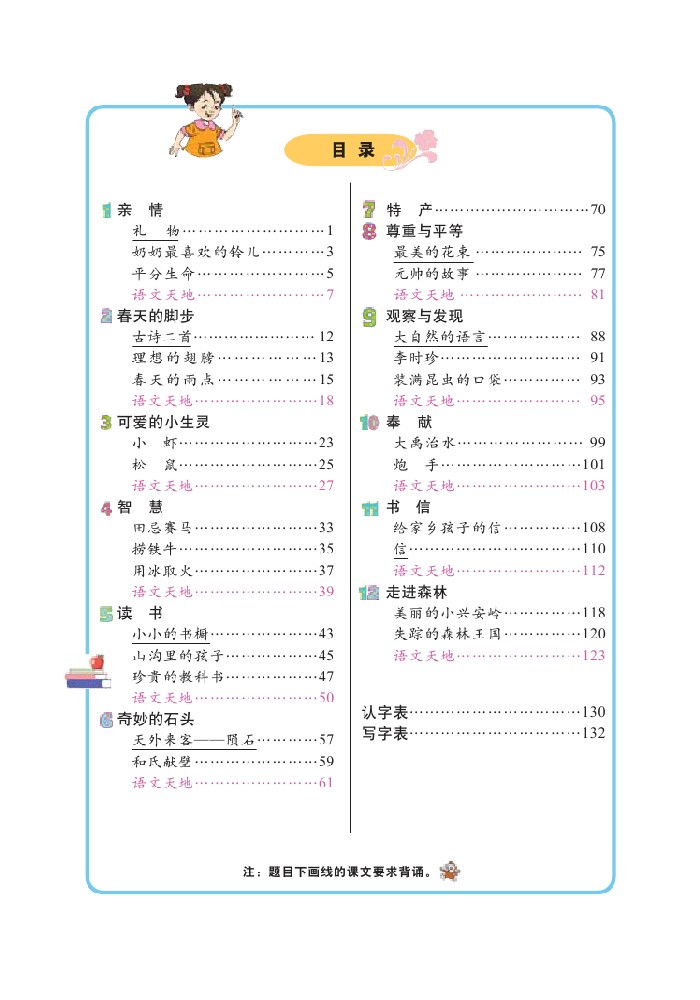 目 录
1 亲 情
礼 物…………………………1
奶奶最喜欢的铃儿…………3
平分生命……………………5
语文天地……………………7
2 春天的脚步
古诗二首……………………12
理想的翅膀…………………13
春天的雨点…………………15
语文天地……………………18
3 可爱的小生灵
小 虾………………………23
松 鼠………………………25
语文天地……………………27
4 智 慧
田忌赛马……………………33
捞铁牛………………………35
用冰取火……………………37
语文天地……………………39
5 读 书
小小的书橱…………………43
山沟里的孩子………………45
珍贵的教科书………………47
语文天地……………………50
6 奇妙的石头
天外来客——陨石…………57
和氏献璧……………………59
语文天地……………………61
7 特 产…………………………70
8 尊重与平等
最美的花束…………………75
元帅的故事…………………77
语文天地……………………81
9 观察与发现
大自然的语言………………88
李时珍………………………91
装满昆虫的口袋……………93
语文天地……………………95
10 奉 献
大禹治水……………………99
炮 手………………………101
语文天地……………………103
11 书 信
给家乡孩子的信……………108
信……………………………110
语文天地……………………112
12 走进森林
美丽的小兴安岭……………118
失踪的森林王国……………120
语文天地……………………123
认字表…………………………130
写字表…………………………132
注：题目下画线的课文要求背诵。